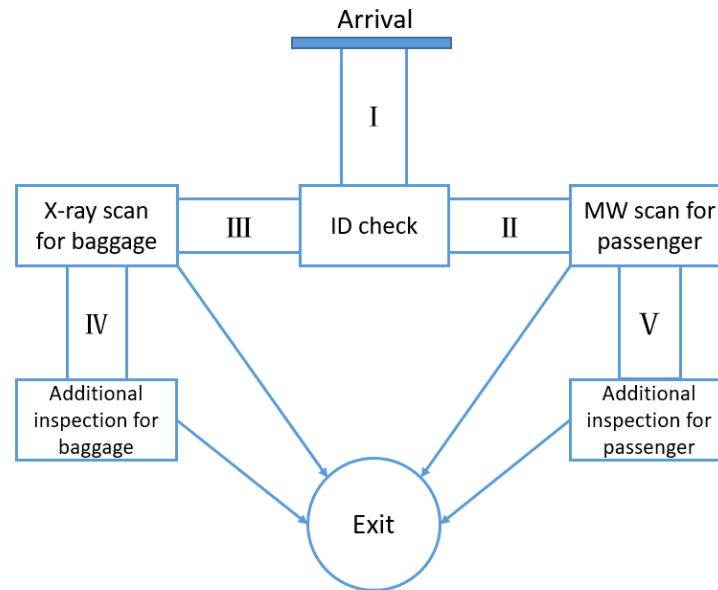 Arrival
I
X-ray scan
for baggage
III
ID check
II
MW scan for
passenger
IV
V
Additional
inspection for
baggage
Additional
inspection for
passenger
Exit